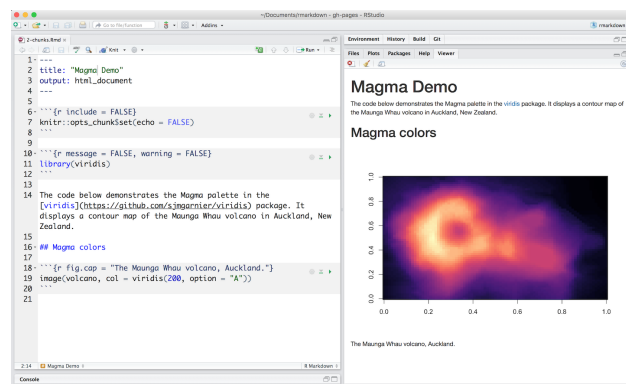 ~/Documents/rmarkdown - gh-pages - RStudio
Go to file/function
Addins
rmarkdown
2-chunks.Rmd
Knit
Run
1 ---
2 title: "Magma Demo"
3 output: html_document
4 ---
5
6 ```{r include = FALSE}
7 knitr::opts_chunk$set(echo = FALSE)
8 ```
9
10 ```{r message = FALSE, warning = FALSE}
11 library(viridis)
12 ```
13
14 The code below demonstrates the Magma palette in the
[viridis](https://github.com/sjmgarnier/viridis) package. It
displays a contour map of the Maunga Whau volcano in Auckland, New
Zealand.
15
16 ## Magma colors
17
18 ```{r fig.cap = "The Maunga Whau volcano, Auckland."}
19 image(volcano, col = viridis(200, option = "A"))
20 ```
21
2:14 Magma Demo R Markdown
Console
Environment History Build Git
Files Plots Packages Help Viewer
Magma Demo
The code below demonstrates the Magma palette in the viridis package. It displays a contour map of
the Maunga Whau volcano in Auckland, New Zealand.
Magma colors
1.0
0.8
0.6
0.4
0.2
0.0
0.0 0.2 0.4 0.6 0.8 1.0
The Maunga Whau volcano, Auckland.